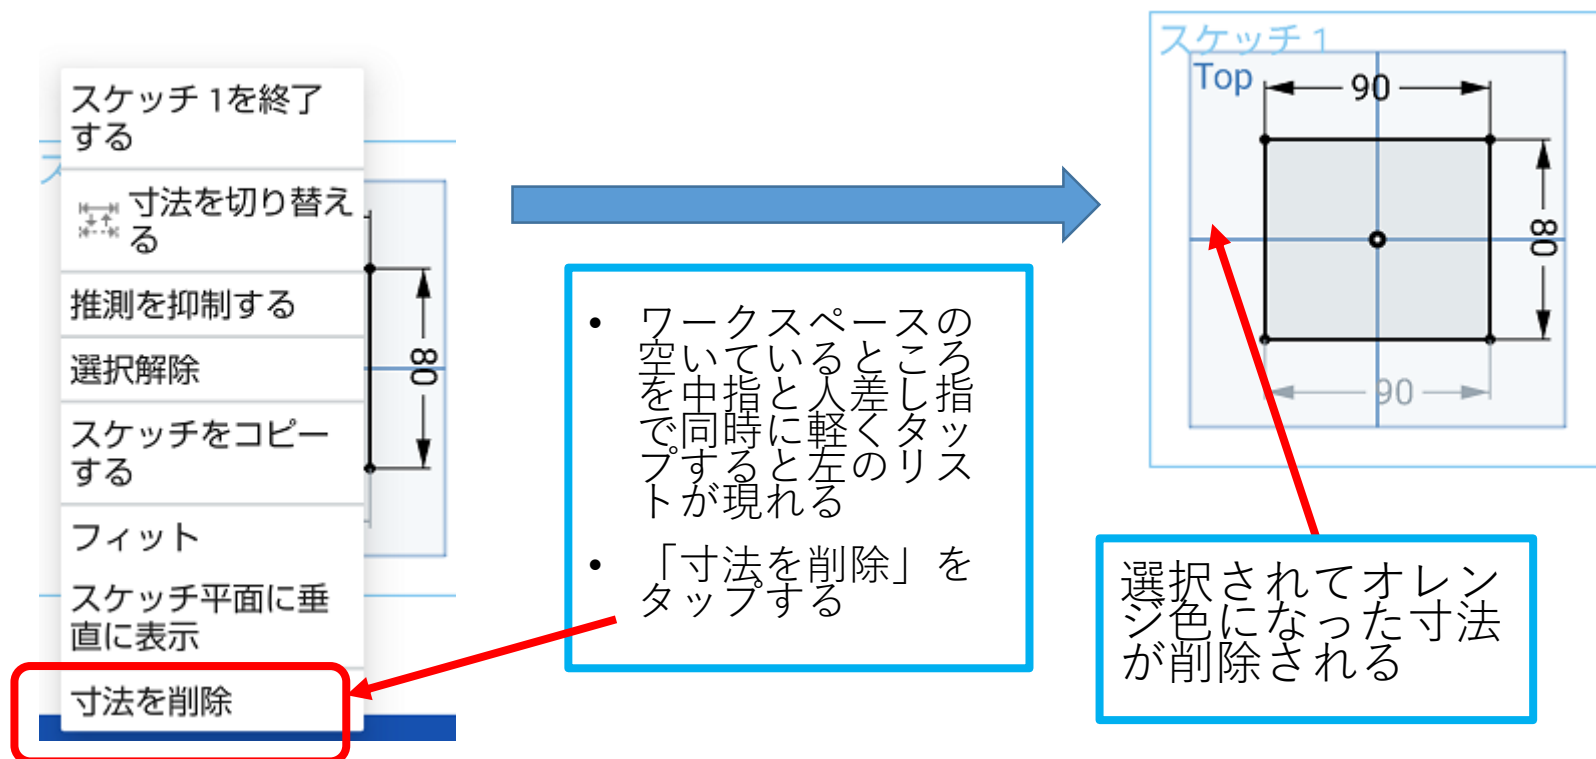 スケッチ 1を終了
する
寸法を切り替え
る
推測を抑制する
選択解除
スケッチをコピー
する
フィット
スケッチ平面に垂
直に表示
寸法を削除
80
• ワークスペースの
空いているところ
を中指と人差し指
で同時に軽くタッ
プすると左のリス
トが現れる
• 「寸法を削除」を
タップする
スケッチ 1
Top
90
80
90
選択されてオレン
ジ色になった寸法
が削除される